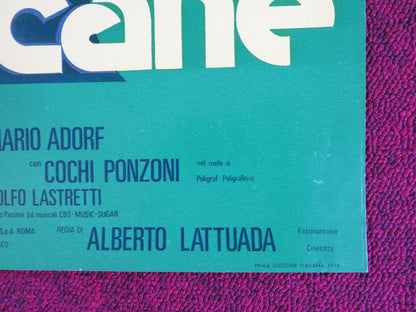 cane
MARIO ADORF
con COCHI PONZONI nel ruolo di
Poligraf Poligrafovic
OLFO LASTRETTI
o Piccioni Ed musicali CBS-MUSIC-SUGAR
S.p.A. ROMA REGIA DI ALBERTO LATTUADA Eastmancolor
Cinecittà
PRIMA EDIZIONE ITALIANA 1976